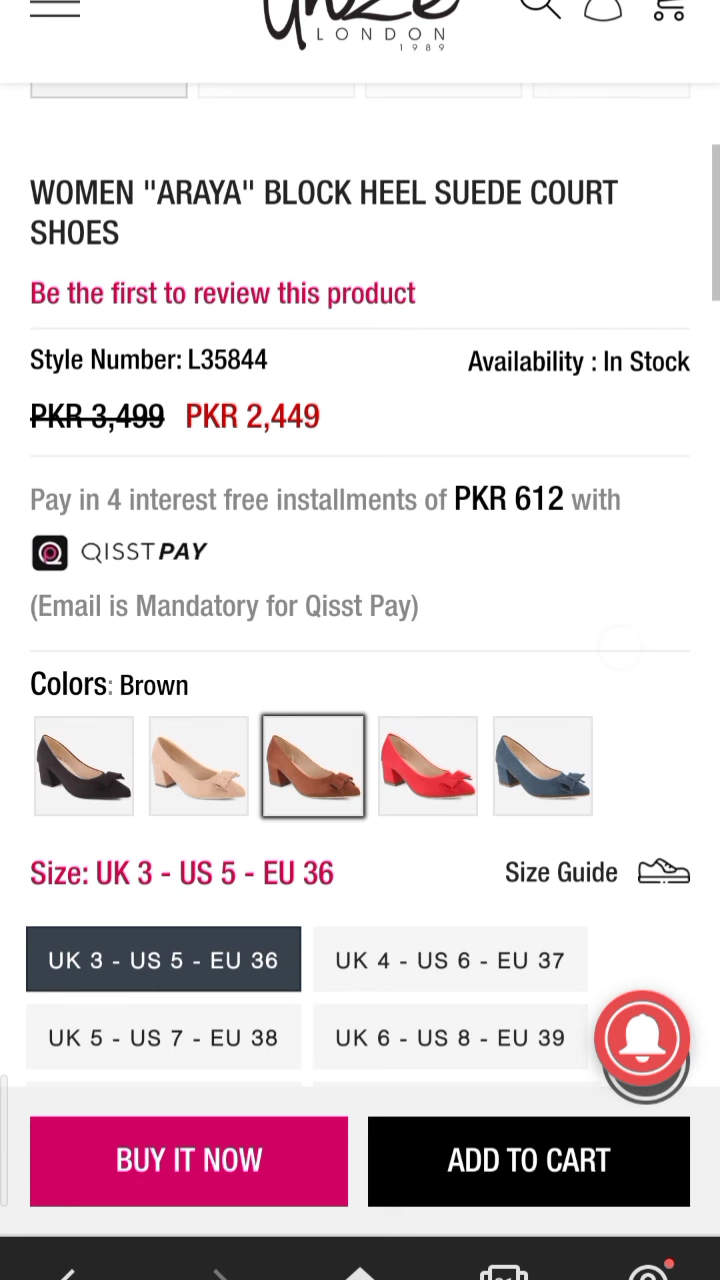 Unze
LONDON
1989
WOMEN "ARAYA" BLOCK HEEL SUEDE COURT
SHOES
Be the first to review this product
Style Number: L35844
Availability : In Stock
PKR 3,499 PKR 2,449
Pay in 4 interest free installments of PKR 612 with
QISSTPAY
(Email is Mandatory for Qisst Pay)
Colors: Brown
Size: UK 3 - US 5 - EU 36
Size Guide
UK 3 - US 5 - EU 36
UK 4 - US 6 - EU 37
UK 5 - US 7 - EU 38
UK 6 - US 8 - EU 39
BUY IT NOW
ADD TO CART